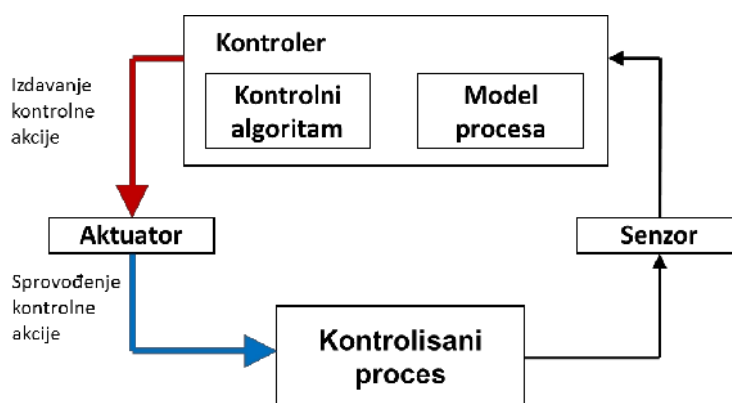 Kontroler
Izdavanje
kontrolne
akcije
Kontrolni
algoritam
Model
procesa
Aktuator
Senzor
Sprovođenje
kontrolne
akcije
Kontrolisani
proces